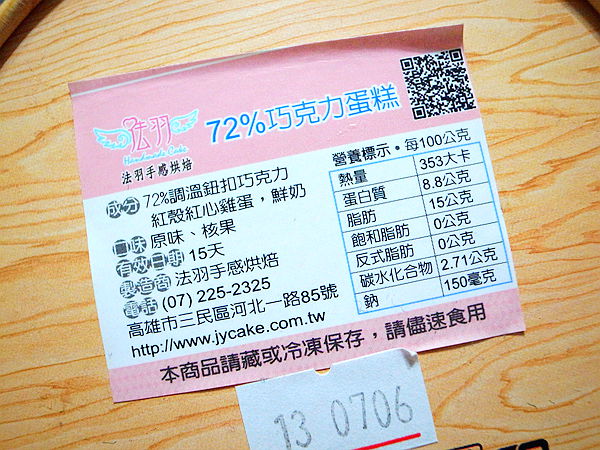 法羽
Handmade Cake
法羽手感烘焙
72%巧克力蛋糕
成分 72%調溫鈕扣巧克力
紅殼紅心雞蛋，鮮奶
口味 原味、核果
有效日期 15天
製造商 法羽手感烘焙
電話 (07) 225-2325
高雄市三民區河北一路85號
http://www.jycake.com.tw
營養標示・每100公克
熱量 353大卡
蛋白質 8.8公克
脂肪 15公克
飽和脂肪 0公克
反式脂肪 0公克
碳水化合物 2.71公克
鈉 150毫克
本商品請藏或冷凍保存，請儘速食用
13 0706